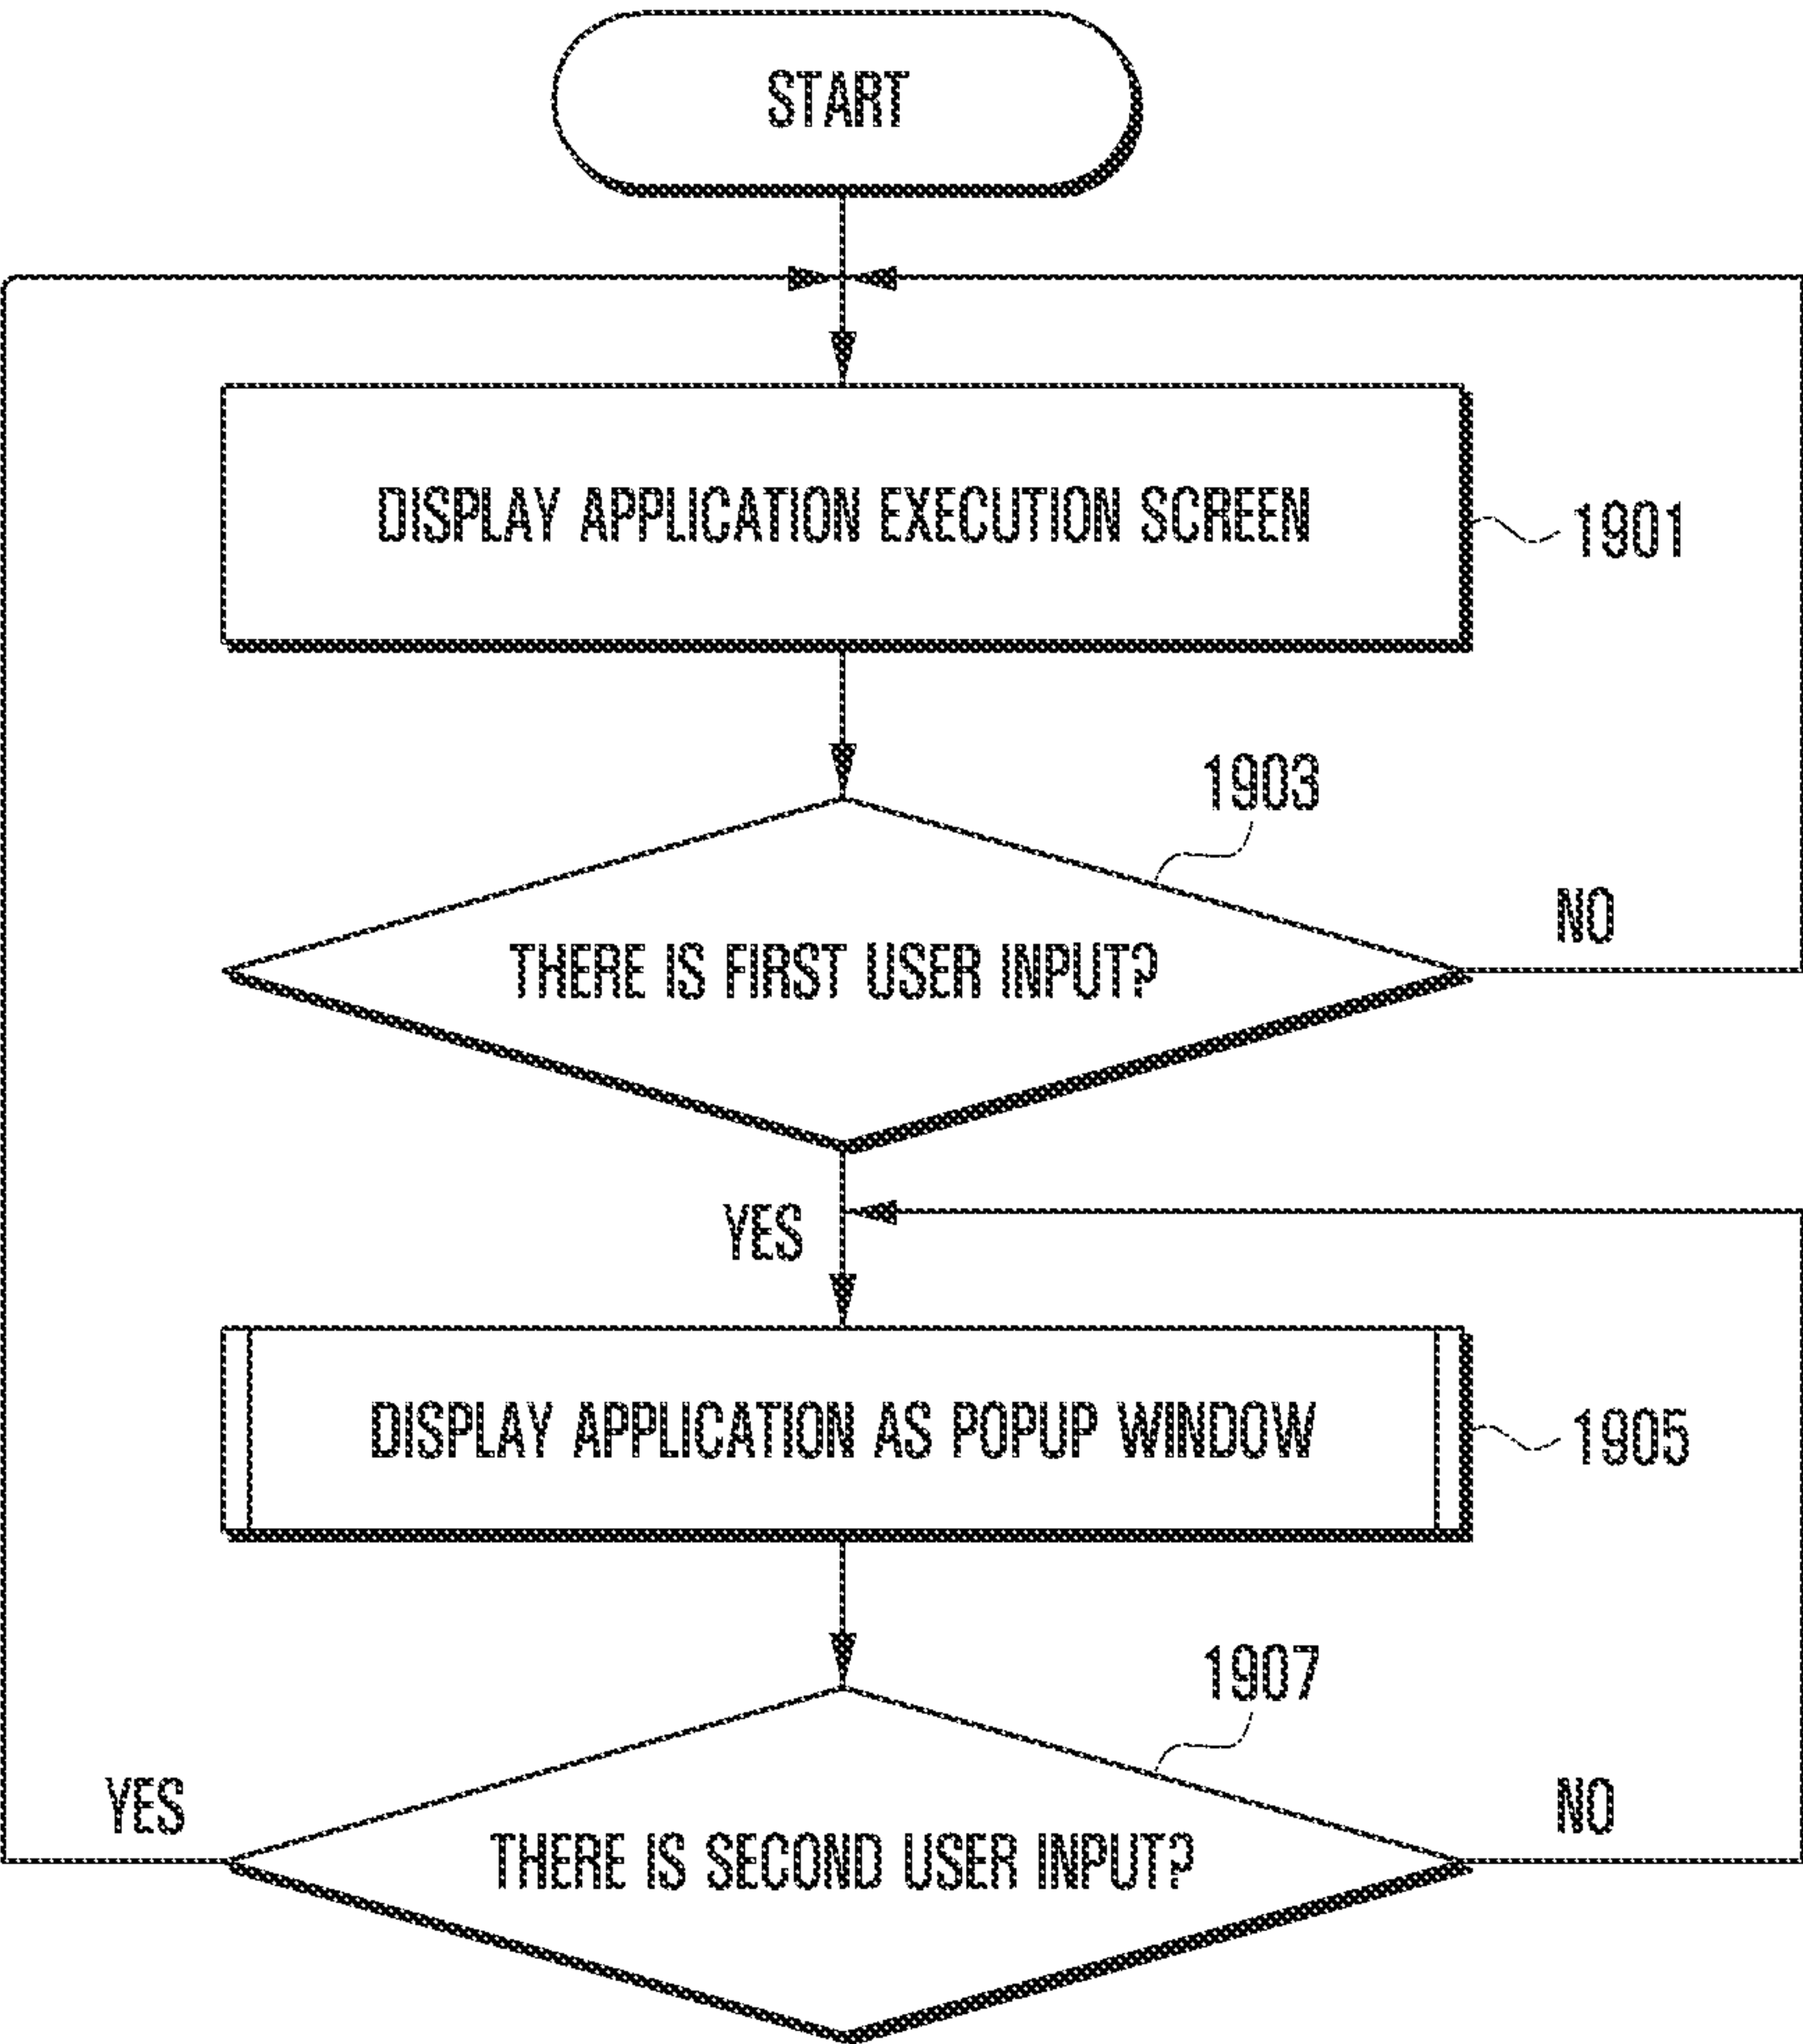 START
DISPLAY APPLICATION EXECUTION SCREEN
1901
1903
NO
THERE IS FIRST USER INPUT?
YES
DISPLAY APPLICATION AS POPUP WINDOW
1905
1907
YES
NO
THERE IS SECOND USER INPUT?